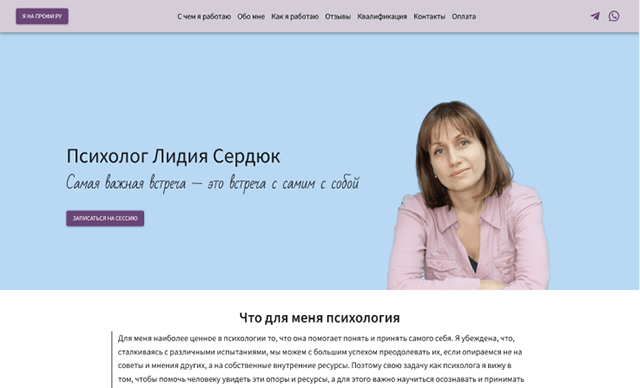 Я НА ПРОФИ РУ
С чем я работаю Обо мне Как я работаю Отзывы Квалификация Контакты Оплата
Психолог Лидия Сердюк
Самая важная встреча — это встреча с самим с собой
ЗАПИСАТЬСЯ НА СЕССИЮ
Что для меня психология
Для меня наиболее ценное в психологии то, что она помогает понять и принять самого себя. Я убеждена, что,
сталкиваясь с различными испытаниями, мы можем с большим успехом преодолевать их, если опираемся не на
советы и мнения других, а на собственные внутренние ресурсы. Поэтому свою задачу как психолога я вижу в
том, чтобы помочь человеку увидеть эти опоры и ресурсы, а для этого важно научиться осознавать и принимать